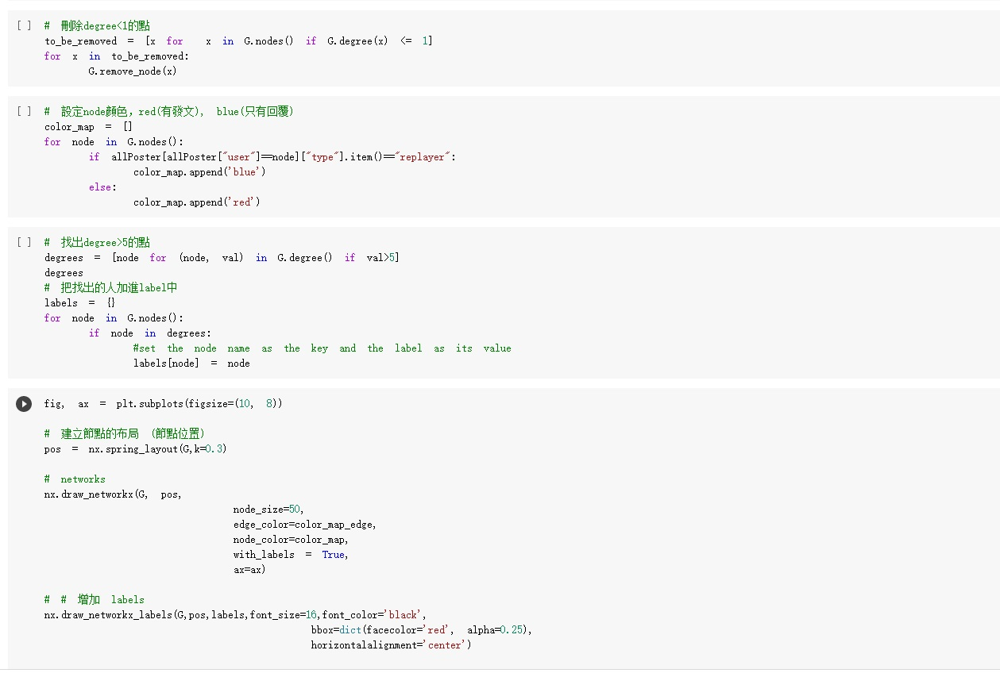 [ ] # 刪除degree<1的點
to_be_removed = [x for x in G.nodes() if G.degree(x) <= 1]
for x in to_be_removed:
G.remove_node(x)
[ ] # 設定node顏色，red(有發文)， blue(只有回覆)
color_map = []
for node in G.nodes():
if allPoster[allPoster["user"]==node]["type"].item()=="replayer":
color_map.append('blue')
else:
color_map.append('red')
[ ] # 找出degree>5的點
degrees = [node for (node, val) in G.degree() if val>5]
degrees
# 把找出的人加進label中
labels = {}
for node in G.nodes():
if node in degrees:
#set the node name as the key and the label as its value
labels[node] = node
fig, ax = plt.subplots(figsize=(10, 8))
# 建立節點的布局 (節點位置)
pos = nx.spring_layout(G,k=0.3)
# networks
nx.draw_networkx(G, pos,
node_size=50,
edge_color=color_map_edge,
node_color=color_map,
with_labels = True,
ax=ax)
# # 增加 labels
nx.draw_networkx_labels(G,pos,labels,font_size=16,font_color='black',
bbox=dict(facecolor='red', alpha=0.25),
horizontalalignment='center')